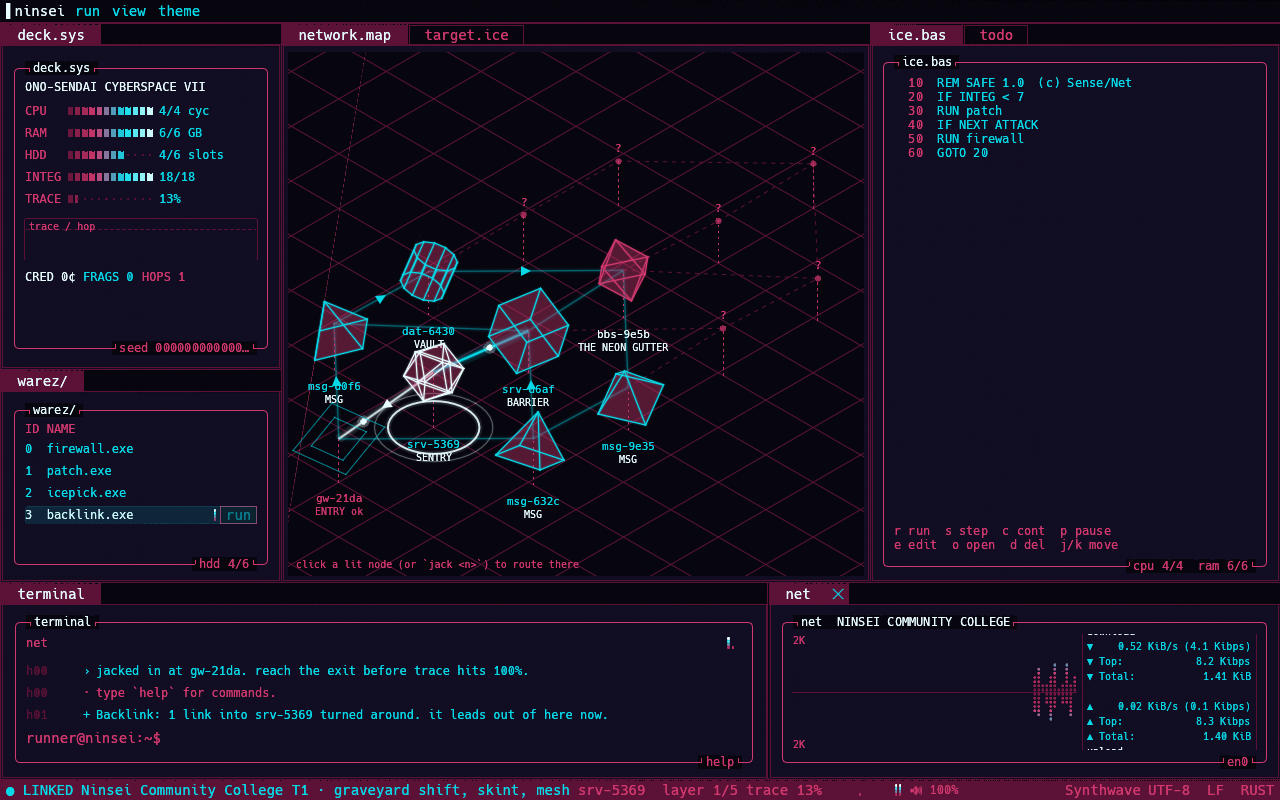 ninsei run view theme
deck.sys
deck.sys
ONO-SENDAI CYBERSPACE VII
CPU 4/4 cyc
RAM 6/6 GB
HDD 4/6 slots
INTEG 18/18
TRACE 13%
trace / hop
CRED 0¢ FRAGS 0 HOPS 1
seed 000000000000…
warez/
warez/
ID NAME
0 firewall.exe
1 patch.exe
2 icepick.exe
3 backlink.exe run
hdd 4/6
network.map target.ice
?
?
?
?
?
?
dat-6430
VAULT
bbs-9e5b
THE NEON GUTTER
MSG
BARRIER
srv-5369
SENTRY
msg-9e35
MSG
gw-21da
ENTRY ok
msg-632c
MSG
click a lit node (or `jack <n>`) to route there
ice.bas todo
ice.bas
10 REM SAFE 1.0 (c) Sense/Net
20 IF INTEG < 7
30 RUN patch
40 IF NEXT ATTACK
50 RUN firewall
60 GOTO 20
r run s step c cont p pause
e edit o open d del j/k move
cpu 4/4 ram 6/6
terminal
terminal
net
h00 › jacked in at gw-21da. reach the exit before trace hits 100%.
h00 · type `help` for commands.
h01 + Backlink: 1 link into srv-5369 turned around. it leads out of here now.
runner@ninsei:~$
help
net
net NINSEI COMMUNITY COLLEGE
2K
2K
▼ 0.52 KiB/s (4.1 Kibps)
▼ Top: 8.2 Kibps
▼ Total: 1.41 KiB
▲ 0.02 KiB/s (0.1 Kibps)
▲ Top: 8.3 Kibps
▲ Total: 1.40 KiB
en0
● LINKED Ninsei Community College T1 · graveyard shift, skint, mesh srv-5369 layer 1/5 trace 13% . 100% Synthwave UTF-8 LF RUST